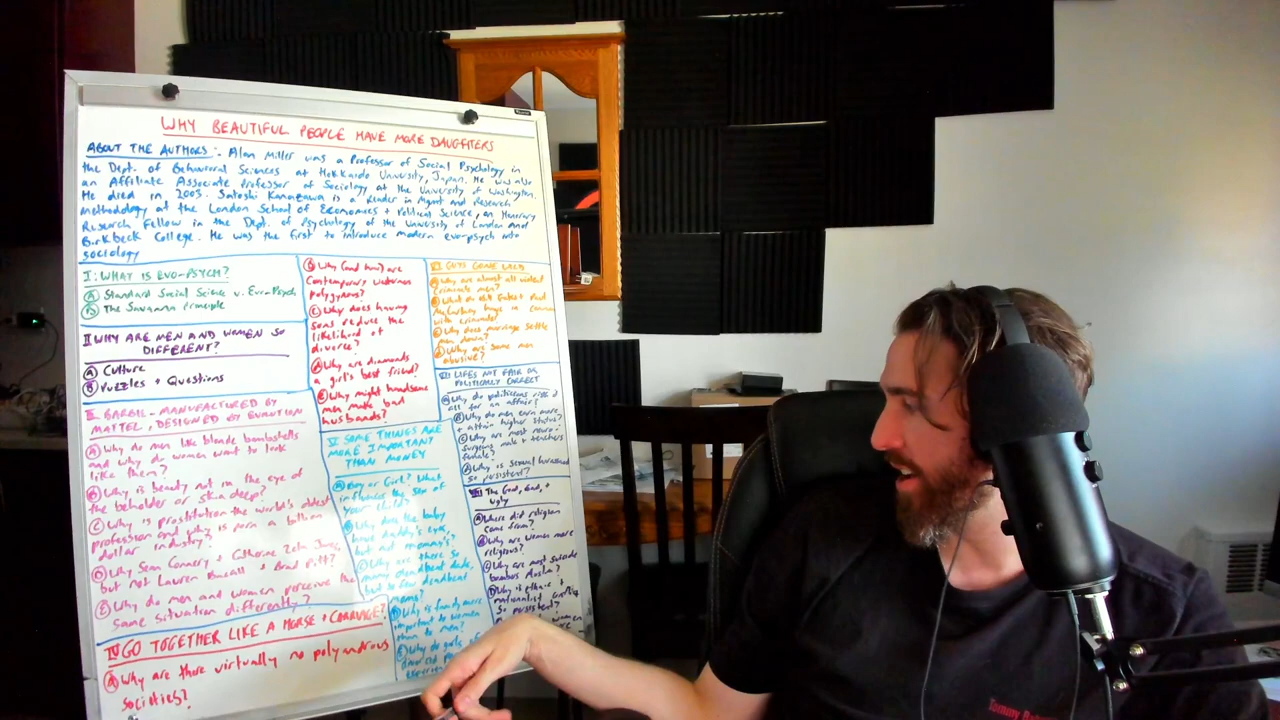 WHY BEAUTIFUL PEOPLE HAVE MORE DAUGHTERS
ABOUT THE AUTHORS: Alan Miller was a Professor of Social Psychology in
the Dept. of Behavioral Sciences at Hokkaido University, Japan. He was also
an Affiliate Associate Professor of Sociology at the University of Washington.
He died in 2003. Satoshi Kanazawa is a Reader in Mgmt and Research
Methodology at the London School of Economics + Political Science, an Honorary
Research Fellow in the Dept. of Psychology of the University of London and
Birkbeck College. He was the first to introduce modern evo-psych into
sociology
I: WHAT IS EVO-PSYCH?
A Standard Social Science v. Evo-Psych
B The Savanna Principle
II WHY ARE MEN AND WOMEN SO
DIFFERENT?
A Culture
B Puzzles + Questions
III BARBIE - MANUFACTURED BY
MATTEL, DESIGNED BY EVOLUTION
A Why do men like blonde bombshells
and why do women want to look
like them?
B Why is beauty not in the eye of
the beholder or skin deep?
C Why is prostitution the world's oldest
profession and why is porn a billion
dollar industry?
D Why Sean Connery + Catherine Zeta Jones,
but not Lauren Bacall + Brad Pitt?
E Why do men and women perceive the
same situation differently?
IV GO TOGETHER LIKE A HORSE + CARRIAGE?
A Why are there virtually no polyandrous
societies?
B Why (and how) are
Contemporary Western
polygynous?
C Why does having
sons reduce the
likelihood of
divorce?
D Why are diamonds
a girl's best friend?
E Why might handsome
men make bad
husbands?
V SOME THINGS ARE
MORE IMPORTANT
THAN MONEY
A Boy or Girl? What
influences the sex of
your child?
B Why does the baby
have daddy's eyes,
but not mommy's?
C Why are there so
many deadbeat dads,
but so few deadbeat
moms?
D Why is family more
important to women
than to men?
E Why do girls of
divorced
VI GUYS GONE WILD
A Why are almost all violent
criminals men?
B What do Bill Gates + Paul
McCartney have in common
with criminals?
C Why does marriage settle
men down?
D Why are some men
abusive?
VII LIFE'S NOT FAIR OR
POLITICALLY CORRECT
A Why do politicians risk it
all for an affair?
B Why do men earn more
+ attain higher status?
C Why are most neuro-
surgeons male + teachers
female?
D Why is sexual harassment
so persistent?
VIII The Good, Bad, +
Ugly
A Where did religion
come from?
B Why are women more
religious?
C Why are most suicide
bombers Muslim?
D Why is ethnic +
nationalist conflict
so persistent?
women
Tommy